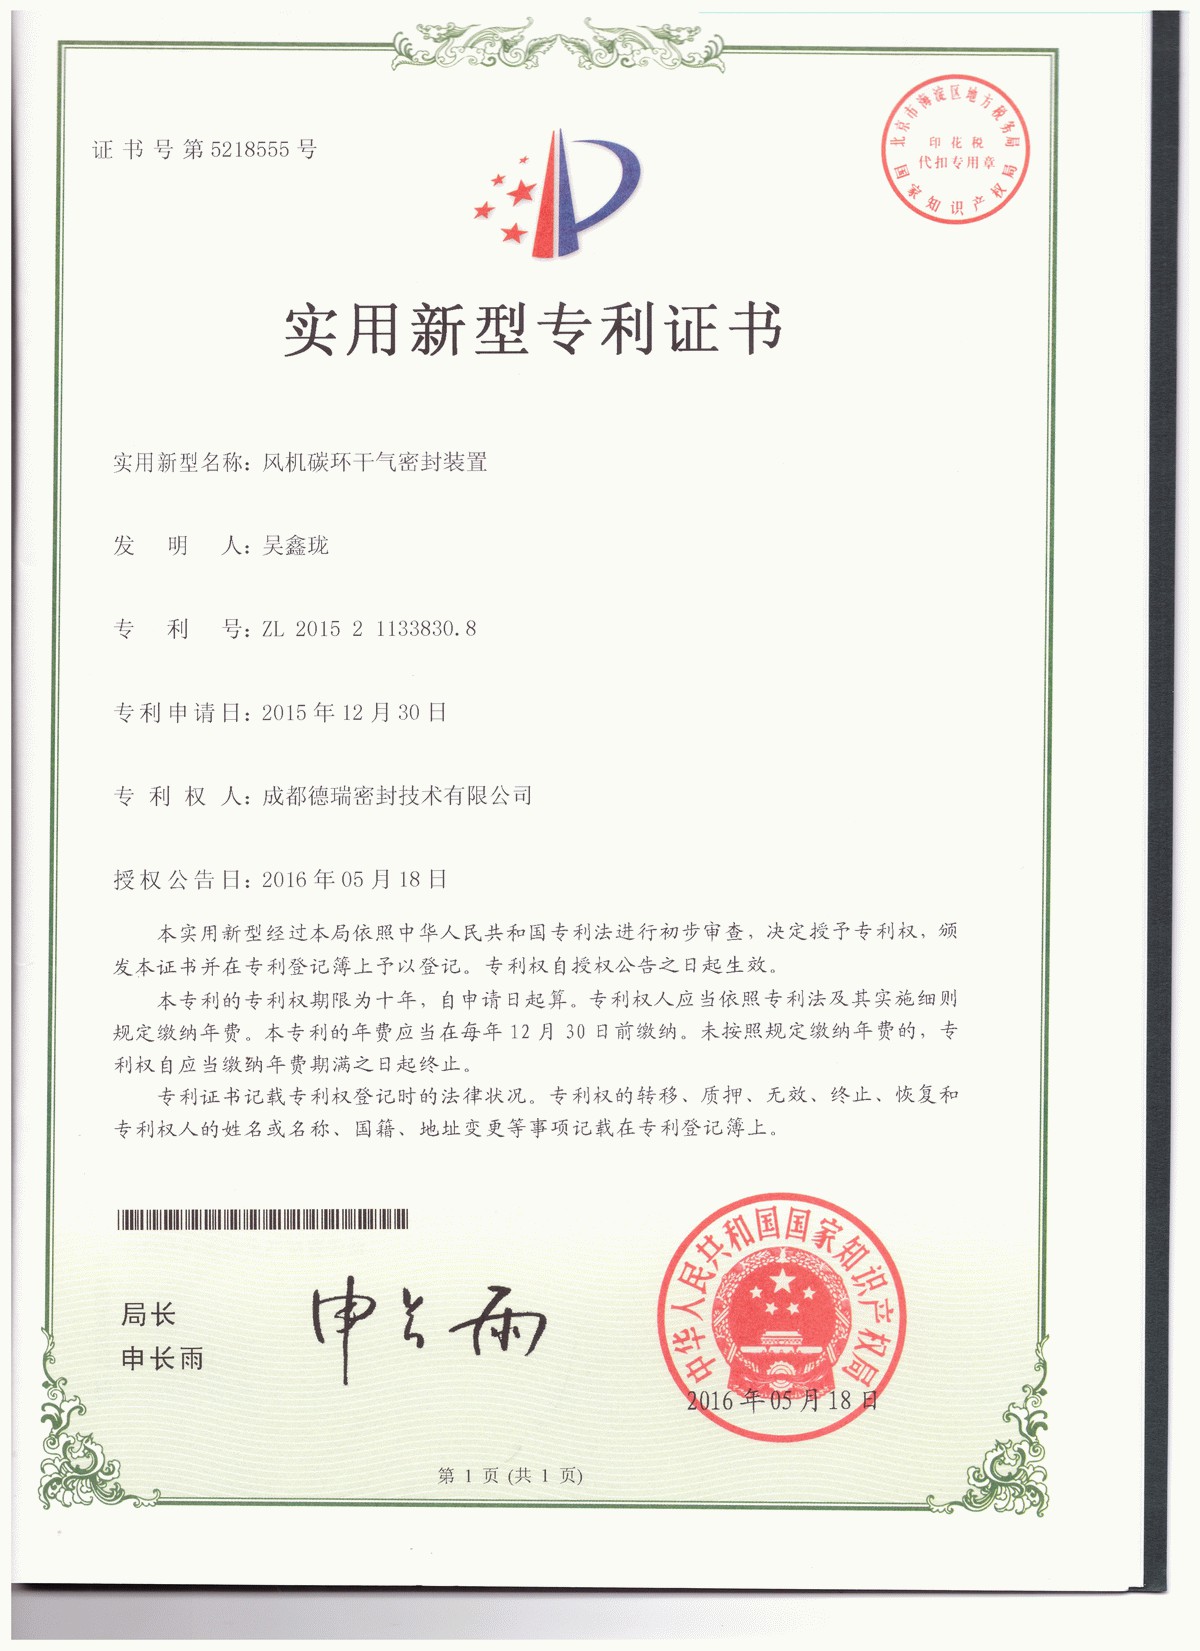 证书号第5218555号
北京市海淀区地方税务局
印花税
代扣专用章
国家知识产权局
实用新型专利证书
实用新型名称：风机碳环干气密封装置
发明人：吴鑫珑
专利号：ZL 2015 2 1133830.8
专利申请日：2015年12月30日
专利权人：成都德瑞密封技术有限公司
授权公告日：2016年05月18日
本实用新型经过本局依照中华人民共和国专利法进行初步审查，决定授予专利权，颁
发本证书并在专利登记簿上予以登记。专利权自授权公告之日起生效。
本专利的专利权期限为十年，自申请日起算。专利权人应当依照专利法及其实施细则
规定缴纳年费。本专利的年费应当在每年12月30日前缴纳。未按照规定缴纳年费的，专
利权自应当缴纳年费期满之日起终止。
专利证书记载专利权登记时的法律状况。专利权的转移、质押、无效、终止、恢复和
专利权人的姓名或名称、国籍、地址变更等事项记载在专利登记簿上。
局长
申长雨
申长雨
中华人民共和国国家知识产权局
2016年05月18日
第1页(共1页)